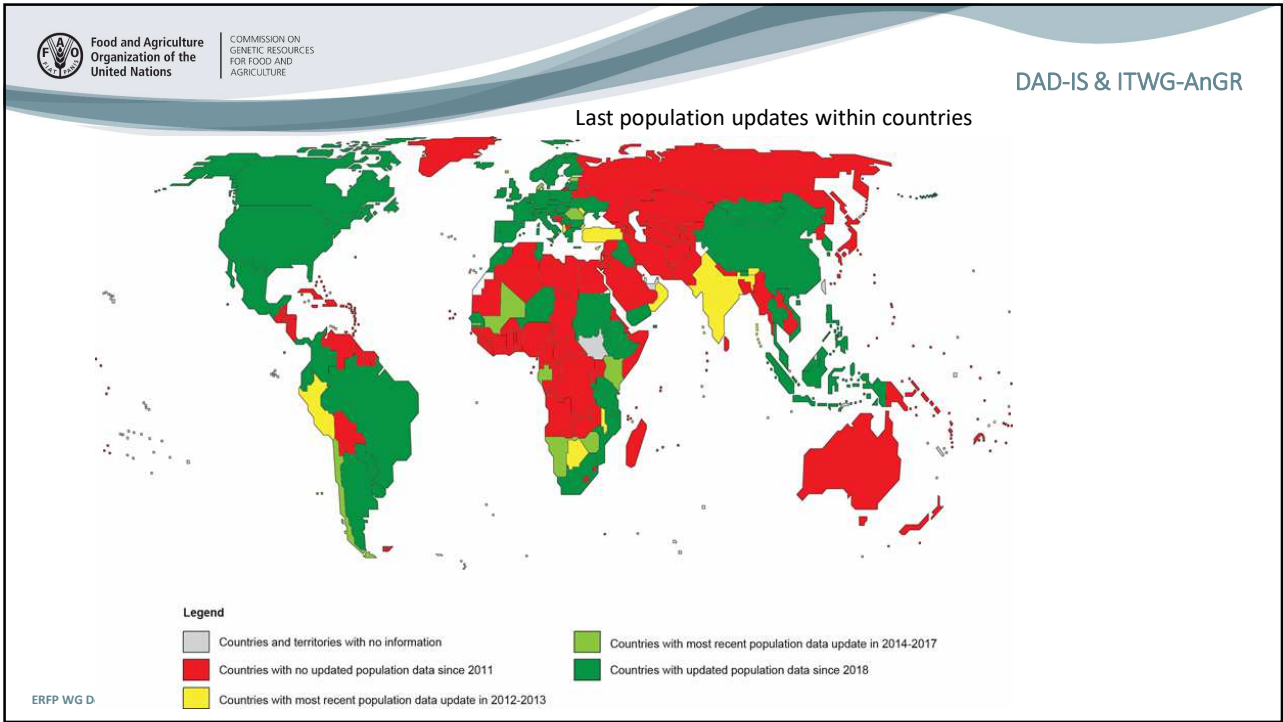 FAO
FIAT PANIS
Food and Agriculture
Organization of the
United Nations
COMMISSION ON
GENETIC RESOURCES
FOR FOOD AND
AGRICULTURE
DAD-IS & ITWG-AnGR
Last population updates within countries
Legend
Countries and territories with no information
Countries with no updated population data since 2011
Countries with most recent population data update in 2012-2013
Countries with most recent population data update in 2014-2017
Countries with updated population data since 2018
ERFP WG D